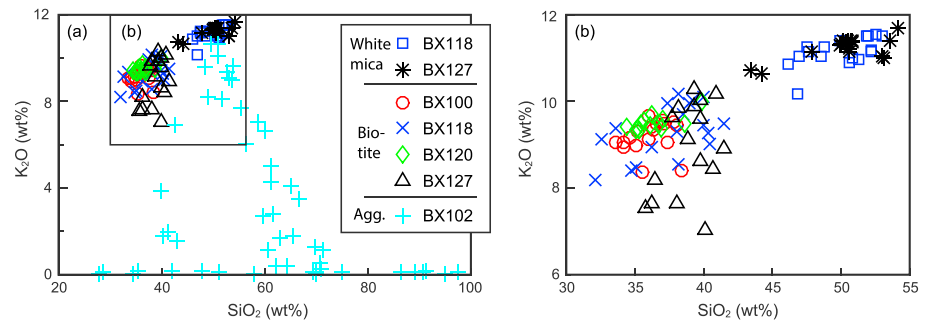 (a)
(b)
12
8
4
0
K₂O (wt%)
20
40
60
80
100
SiO₂ (wt%)
White mica
BX118
BX127
Bio-
tite
BX100
BX118
BX120
BX127
Agg.
BX102
(b)
12
10
8
6
K₂O (wt%)
30
35
40
45
50
55
SiO₂ (wt%)